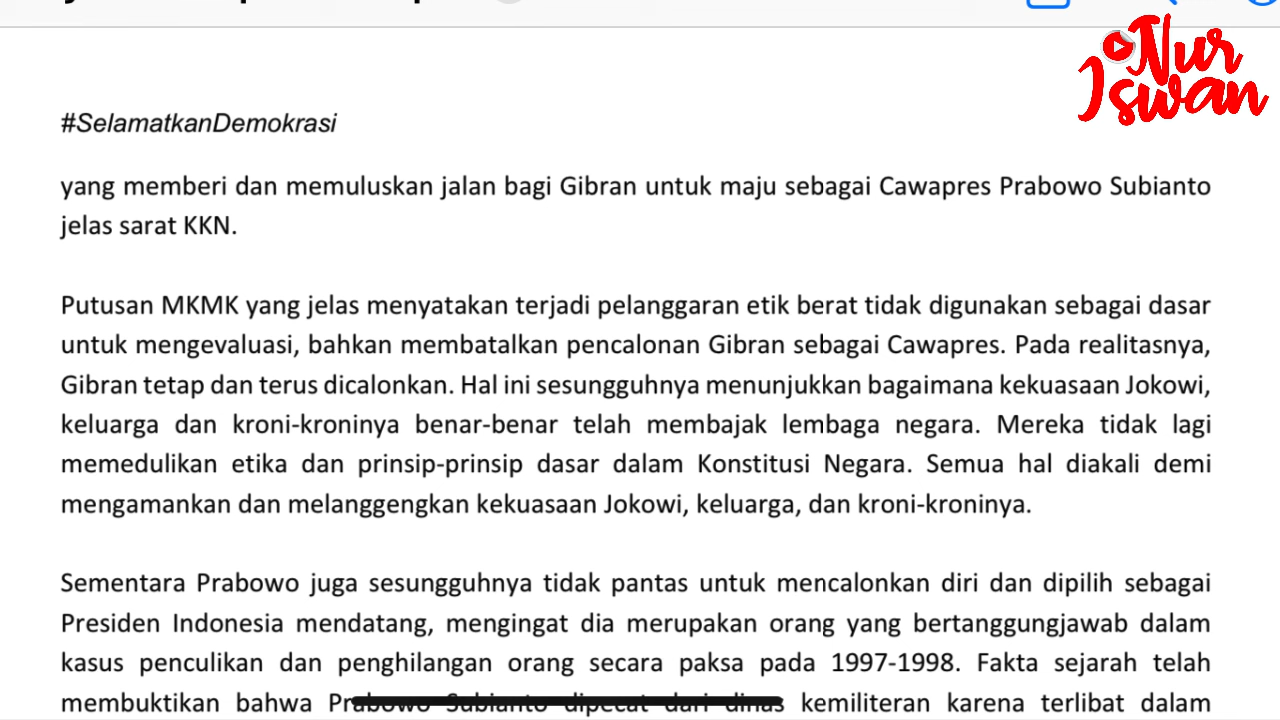 Nur
Iswan
#SelamatkanDemokrasi
yang memberi dan memuluskan jalan bagi Gibran untuk maju sebagai Cawapres Prabowo Subianto
jelas sarat KKN.
Putusan MKMK yang jelas menyatakan terjadi pelanggaran etik berat tidak digunakan sebagai dasar
untuk mengevaluasi, bahkan membatalkan pencalonan Gibran sebagai Cawapres. Pada realitasnya,
Gibran tetap dan terus dicalonkan. Hal ini sesungguhnya menunjukkan bagaimana kekuasaan Jokowi,
keluarga dan kroni-kroninya benar-benar telah membajak lembaga negara. Mereka tidak lagi
memedulikan etika dan prinsip-prinsip dasar dalam Konstitusi Negara. Semua hal diakali demi
mengamankan dan melanggengkan kekuasaan Jokowi, keluarga, dan kroni-kroninya.
Sementara Prabowo juga sesungguhnya tidak pantas untuk mencalonkan diri dan dipilih sebagai
Presiden Indonesia mendatang, mengingat dia merupakan orang yang bertanggungjawab dalam
kasus penculikan dan penghilangan orang secara paksa pada 1997-1998. Fakta sejarah telah
membuktikan bahwa Prabowo Subianto dipecat dari dinas kemiliteran karena terlibat dalam